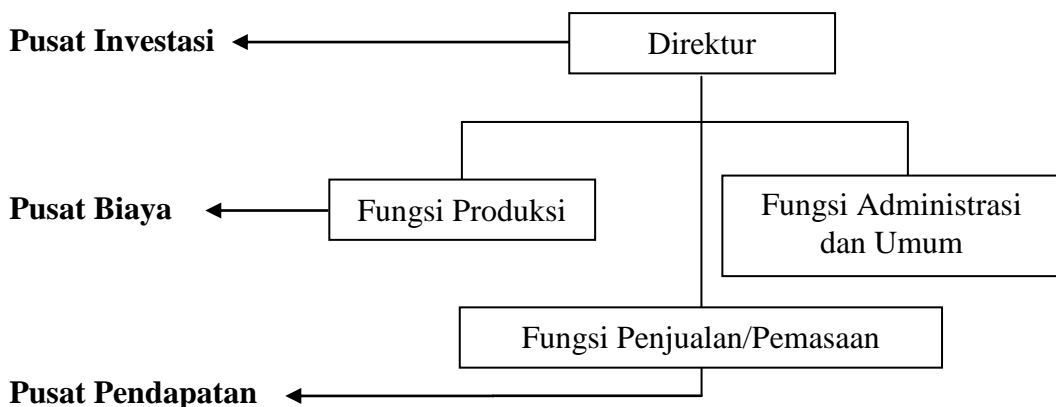 Pusat Investasi
Direktur
Pusat Biaya
Fungsi Produksi
Fungsi Administrasi
dan Umum
Fungsi Penjualan/Pemasaan
Pusat Pendapatan